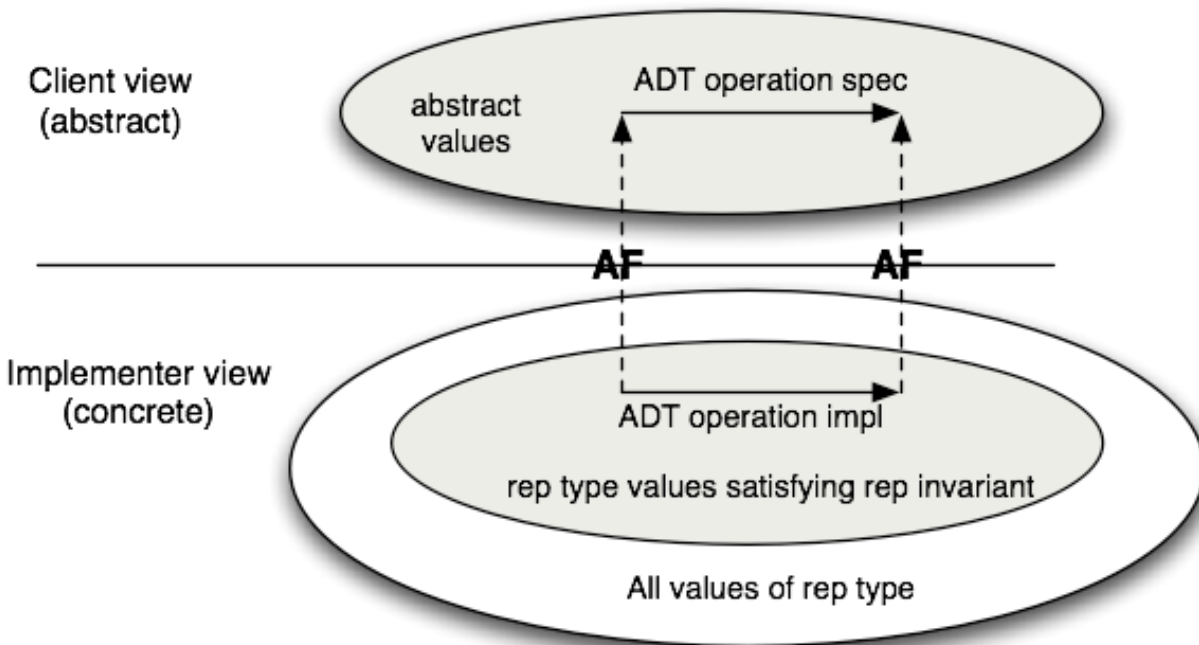 Client view
(abstract)
abstract
values
ADT operation spec
AF
AF
Implementer view
(concrete)
ADT operation impl
rep type values satisfying rep invariant
All values of rep type